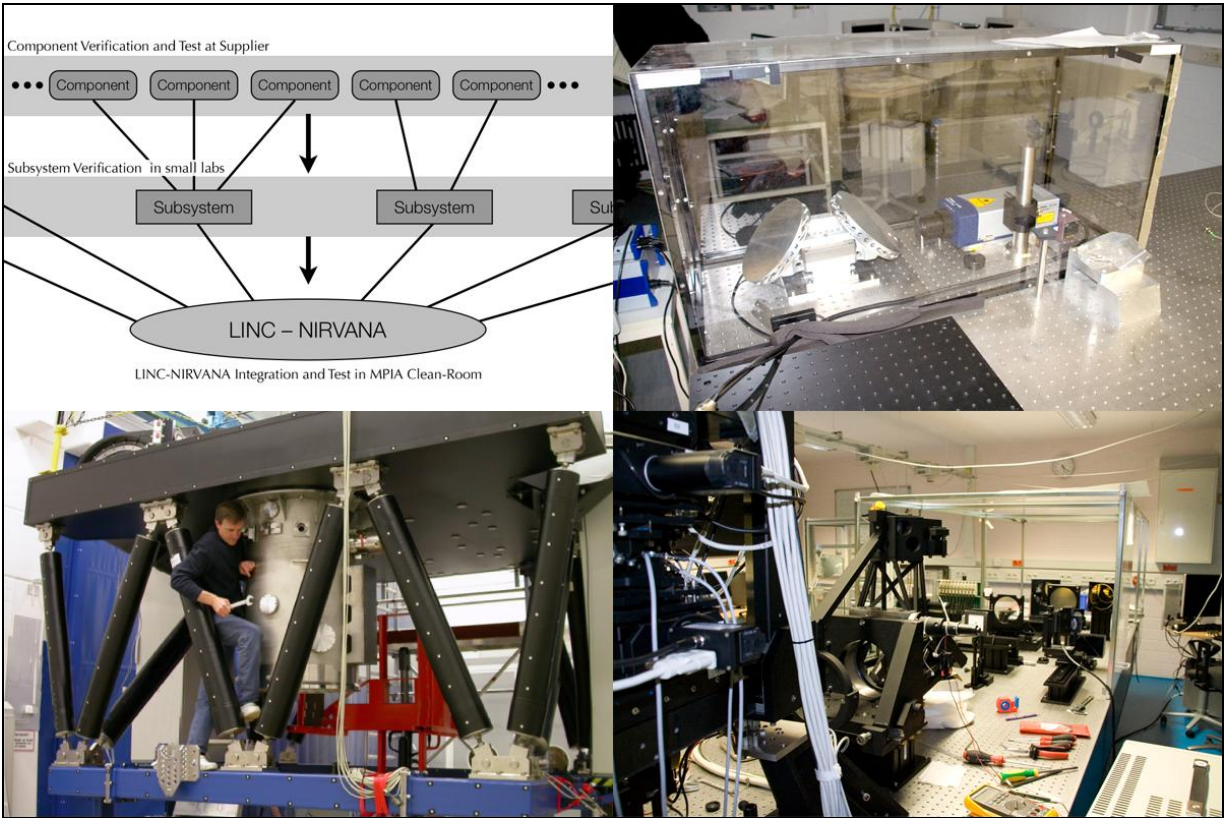 Component Verification and Test at Supplier
••• Component Component Component Component Component •••
Subsystem Verification in small labs
Subsystem Subsystem Sub
LINC – NIRVANA
LINC-NIRVANA Integration and Test in MPIA Clean-Room